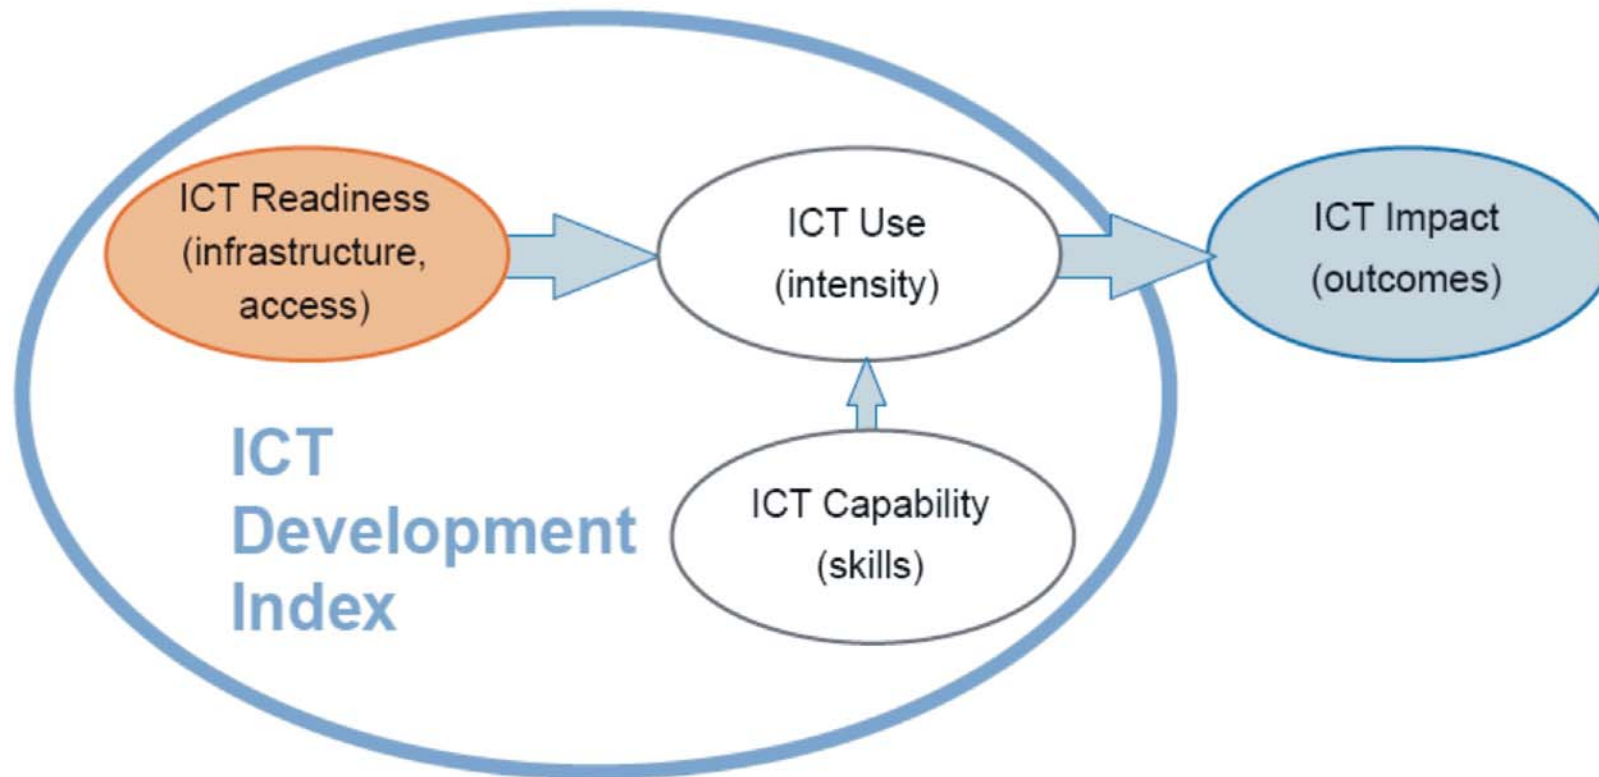 ICT Readiness
(infrastructure,
access)
ICT Use
(intensity)
ICT Impact
(outcomes)
ICT
Development
Index
ICT Capability
(skills)